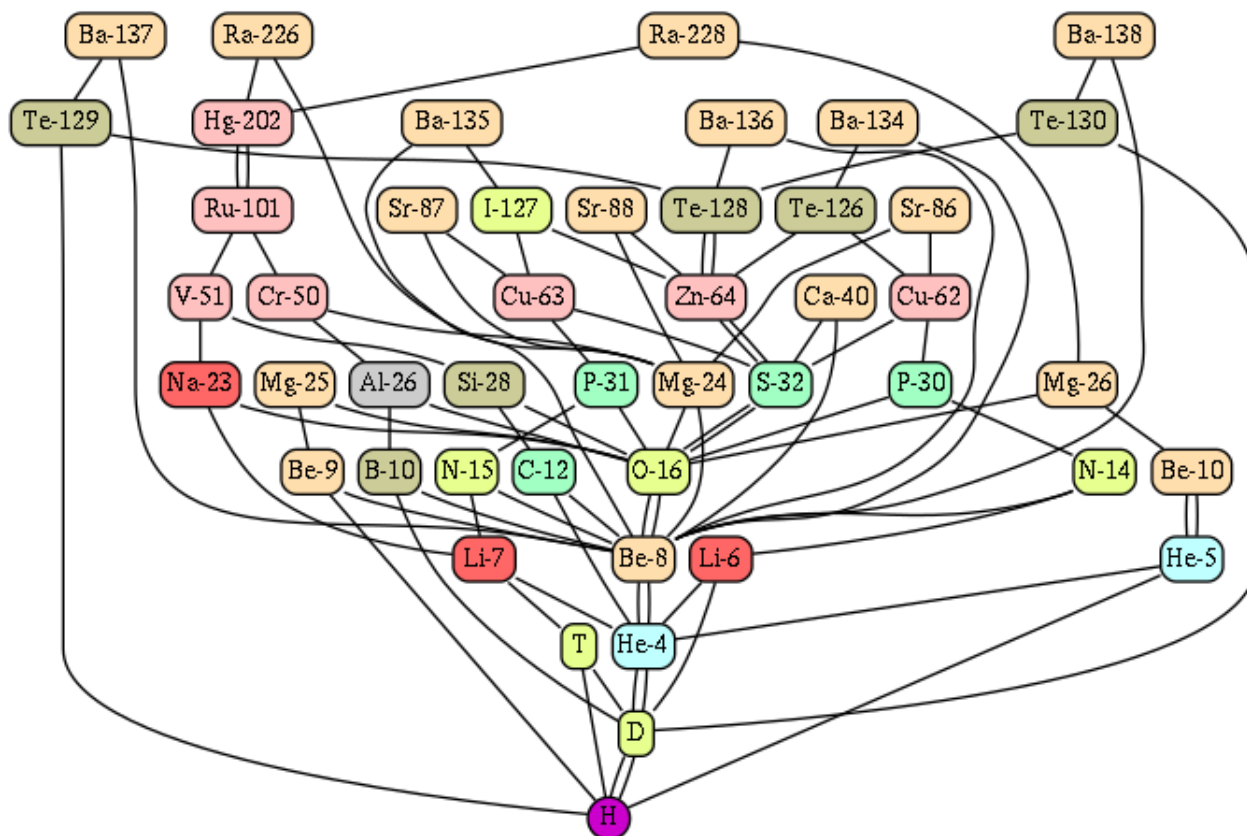 Ba-137
Ra-226
Ra-228
Ba-138
Te-129
Hg-202
Ba-135
Ba-136
Ba-134
Te-130
Ru-101
Sr-87
I-127
Sr-88
Te-128
Te-126
Sr-86
V-51
Cr-50
Cu-63
Zn-64
Ca-40
Cu-62
Na-23
Mg-25
Al-26
Si-28
P-31
Mg-24
S-32
P-30
Mg-26
Be-9
B-10
N-15
C-12
O-16
N-14
Be-10
Li-7
Be-8
Li-6
He-5
T
He-4
D
H